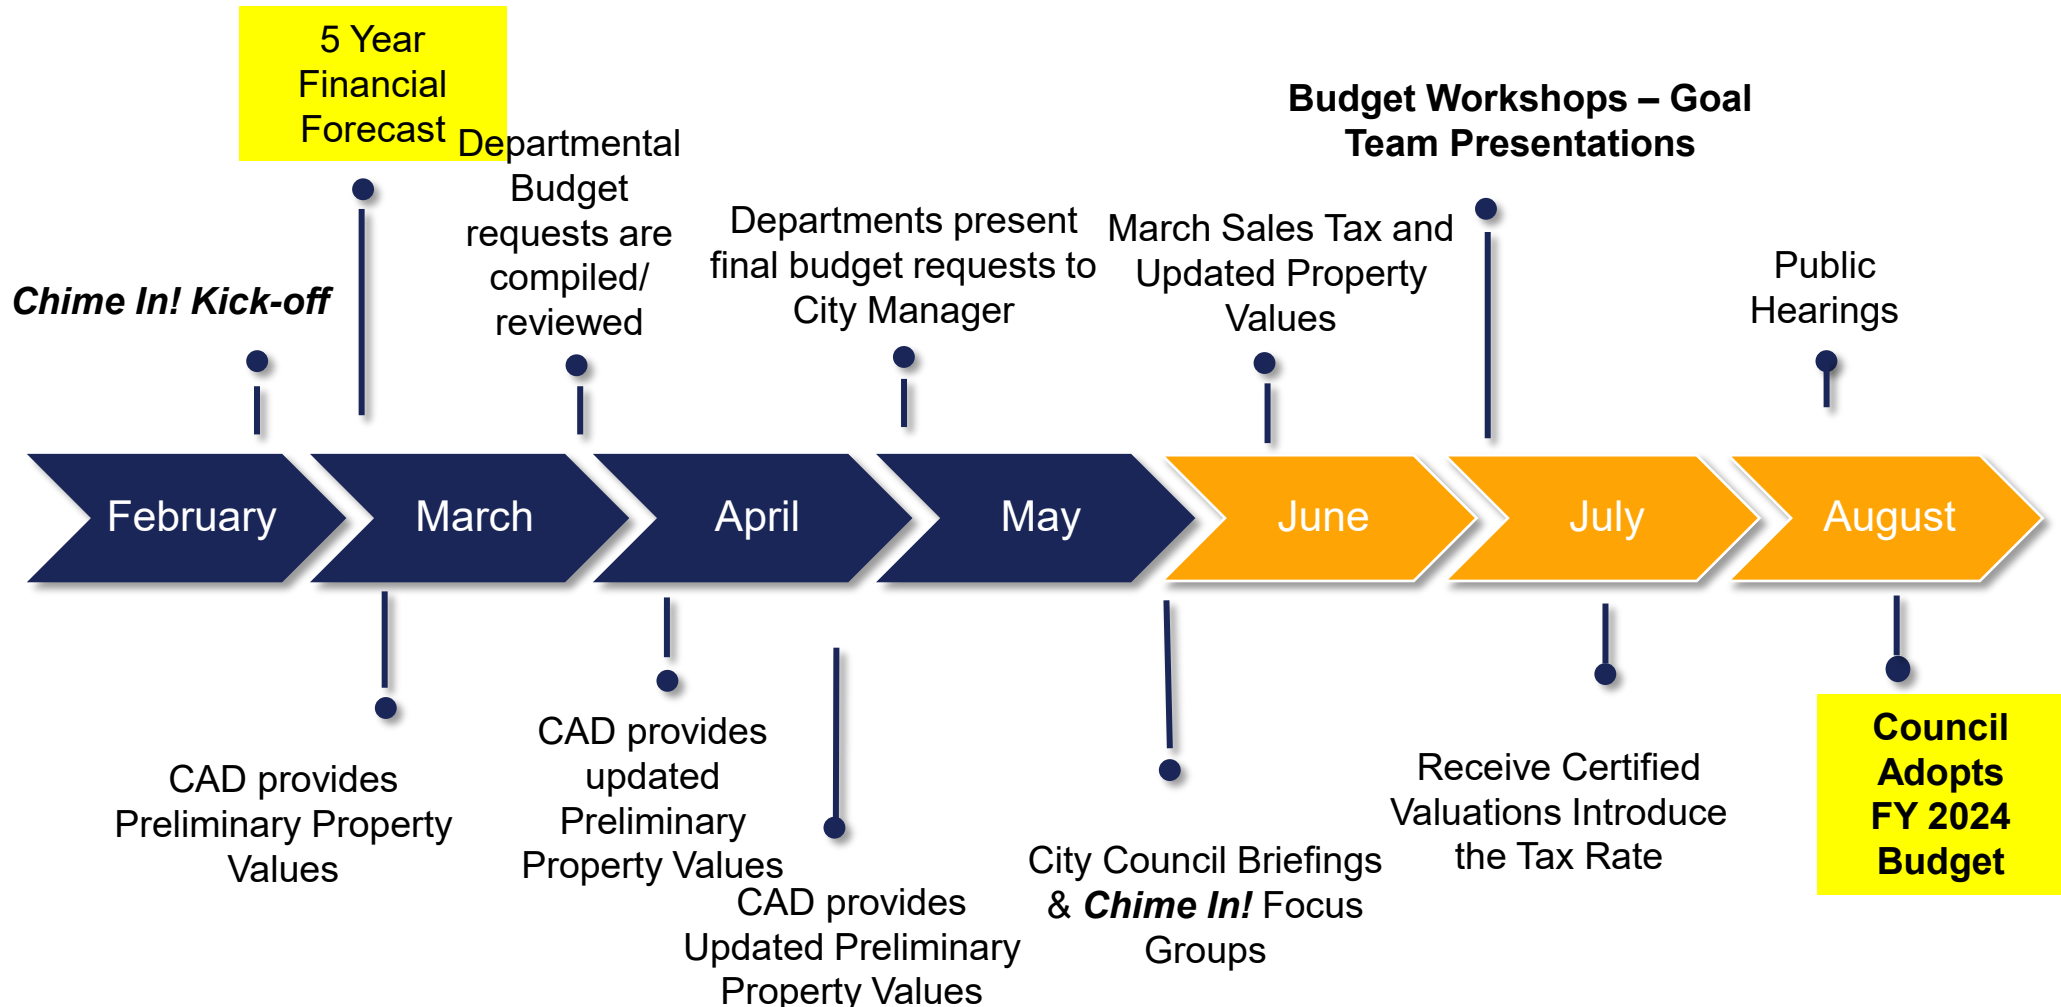 5 Year
Financial
Forecast
Budget Workshops – Goal
Team Presentations
Departmental
Budget
requests are
compiled/
reviewed
Departments present
final budget requests to
City Manager
March Sales Tax and
Updated Property
Values
Public
Hearings
Chime In! Kick-off
February
March
April
May
June
July
August
CAD provides
Preliminary Property
Values
CAD provides
updated
Preliminary
Property Values
CAD provides
Updated Preliminary
Property Values
City Council Briefings
& Chime In! Focus
Groups
Receive Certified
Valuations Introduce
the Tax Rate
Council
Adopts
FY 2024
Budget